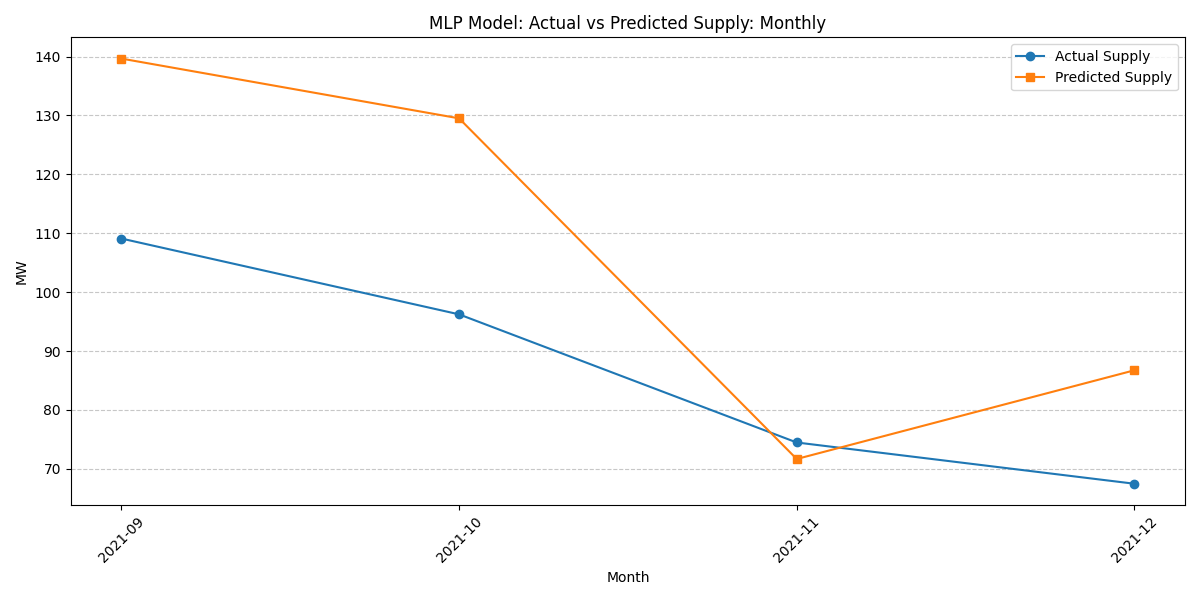 MLP Model: Actual vs Predicted Supply: Monthly
Actual Supply
Predicted Supply
MW
140
130
120
110
100
90
80
70
2021-09
2021-10
2021-11
2021-12
Month